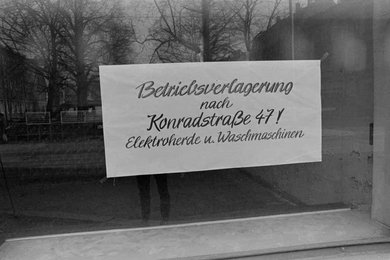 Betriebsverlagerung
nach
Konradstraße 47!
Elektroherde u. Waschmaschinen